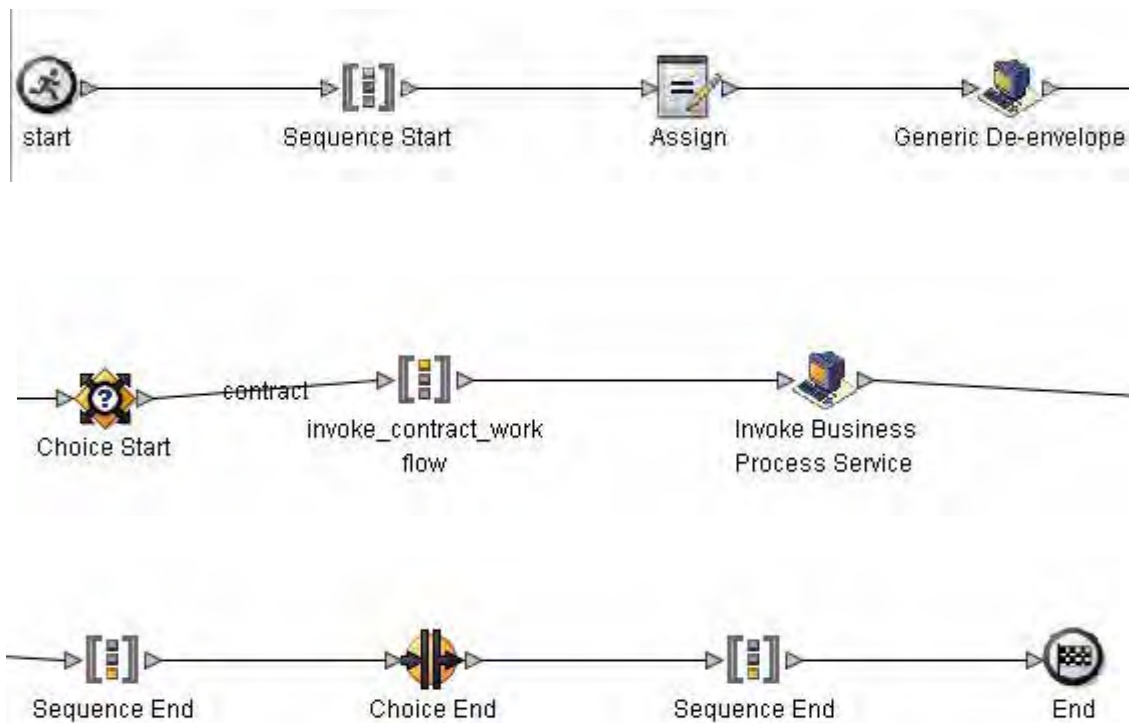 start
Sequence Start
Assign
Generic De-envelope
contract
Choice Start
invoke_contract_work
flow
Invoke Business
Process Service
Sequence End
Choice End
Sequence End
End